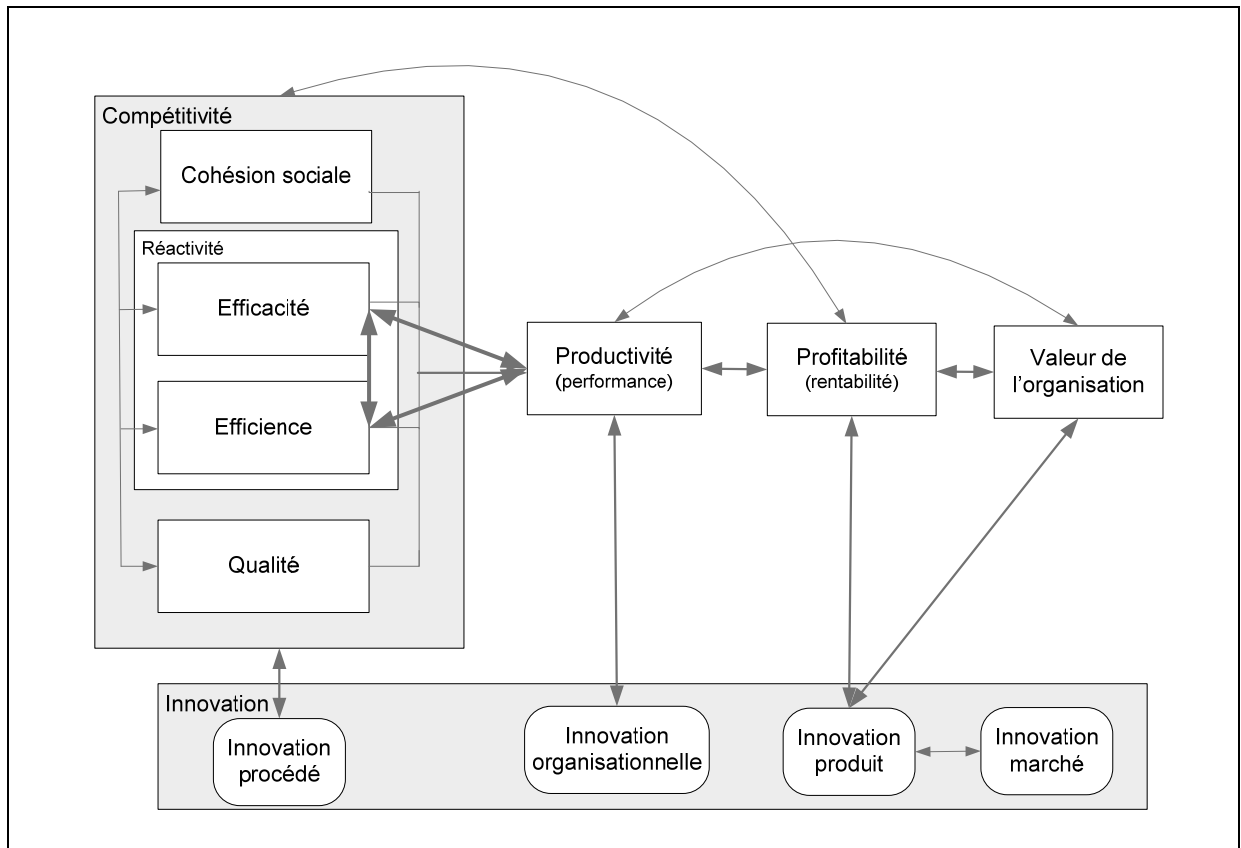 Compétitivité
Cohésion sociale
Réactivité
Efficacité
Efficience
Qualité
Productivité
(performance)
Profitabilité
(rentabilité)
Valeur de
l'organisation
Innovation
Innovation
procédé
Innovation
organisationnelle
Innovation
produit
Innovation
marché